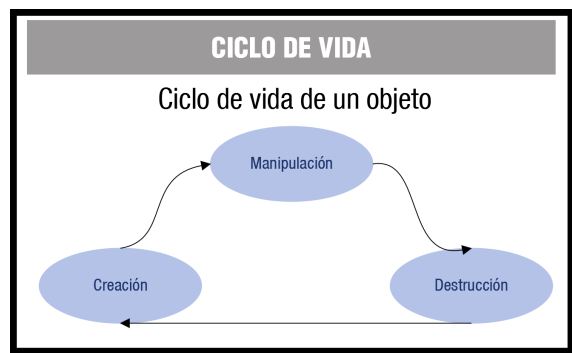 CICLO DE VIDA
Ciclo de vida de un objeto
Manipulación
Creación
Destrucción